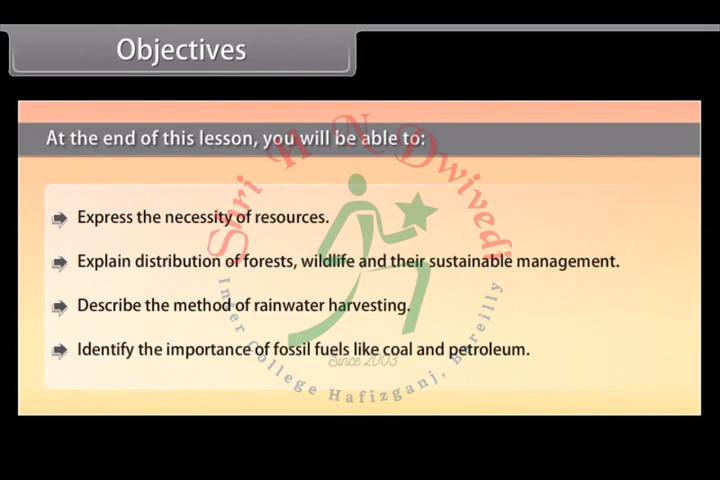 Objectives
At the end of this lesson, you will be able to:
Express the necessity of resources.
Explain distribution of forests, wildlife and their sustainable management.
Describe the method of rainwater harvesting.
Identify the importance of fossil fuels like coal and petroleum.
Shri H N Dwivedi
Since 2003
Inter College Hafizganj, Bareilly